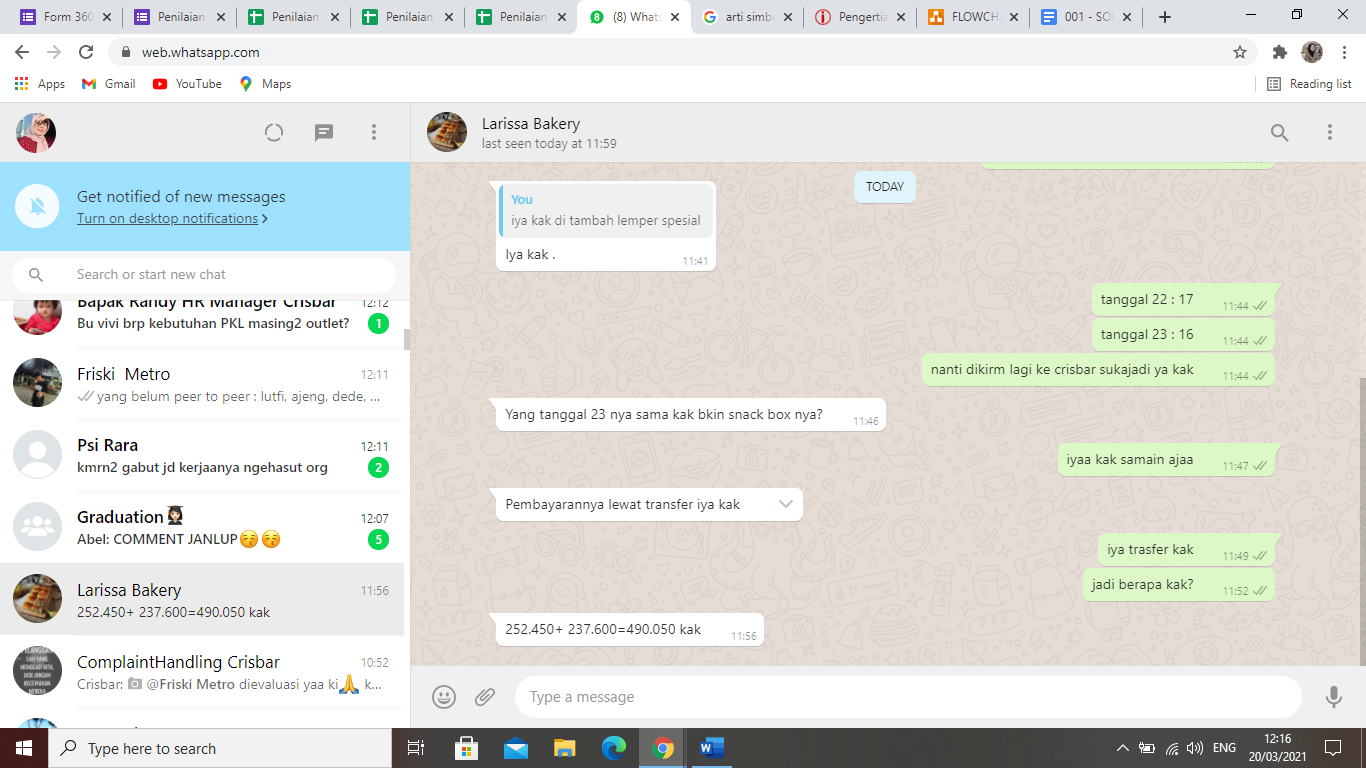 Form 360
Penilaian
Penilaian
Penilaian
Penilaian
(8) Whats
arti simbo
Pengertia
FLOWCHA
001 - SOP
web.whatsapp.com
Apps
Gmail
YouTube
Maps
Reading list
Larissa Bakery
last seen today at 11:59
Get notified of new messages
Turn on desktop notifications >
Search or start new chat
Bapak Randy HR Manager Crisbar
12:12
Bu vivi brp kebutuhan PKL masing2 outlet?
1
Friski Metro
12:11
yang belum peer to peer : lutfi, ajeng, dede, ...
Psi Rara
12:11
kmrn2 gabut jd kerjaanya ngehasut org
2
Graduation👩🏻‍🎓
12:07
Abel: COMMENT JANLUP😚😚
5
Larissa Bakery
11:56
252.450+ 237.600=490.050 kak
ComplaintHandling Crisbar
10:52
Crisbar: 📷 @Friski Metro dievaluasi yaa ki🙏 k...
TODAY
You
iya kak di tambah lemper spesial
Iya kak .
11:41
tanggal 22 : 17
11:44
tanggal 23 : 16
11:44
nanti dikirm lagi ke crisbar sukajadi ya kak
11:44
Yang tanggal 23 nya sama kak bkin snack box nya?
11:46
iyaa kak samain ajaa
11:47
Pembayarannya lewat transfer iya kak
iya trasfer kak
11:49
jadi berapa kak?
11:52
252.450+ 237.600=490.050 kak
11:56
Type a message
Type here to search
ENG
12:16
20/03/2021